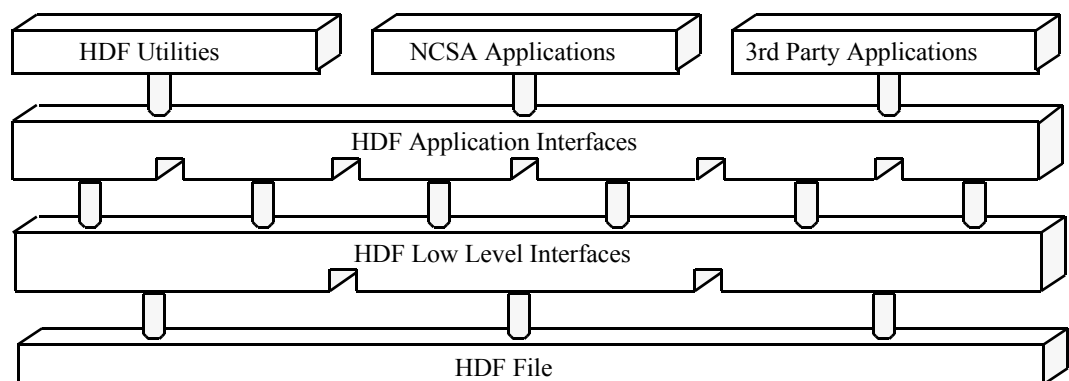 HDF Utilities
NCSA Applications
3rd Party Applications
HDF Application Interfaces
HDF Low Level Interfaces
HDF File